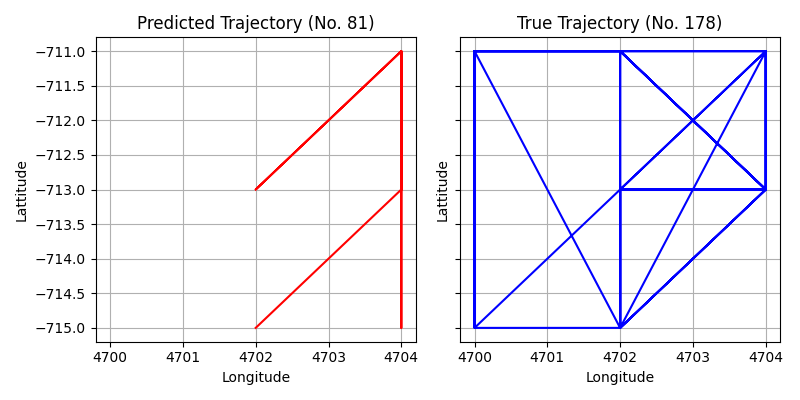 Predicted Trajectory (No. 81)
True Trajectory (No. 178)
−711.0
−711.5
−712.0
−712.5
−713.0
−713.5
−714.0
−714.5
−715.0
Lattitude
Lattitude
4700 4701 4702 4703 4704
4700 4701 4702 4703 4704
Longitude
Longitude